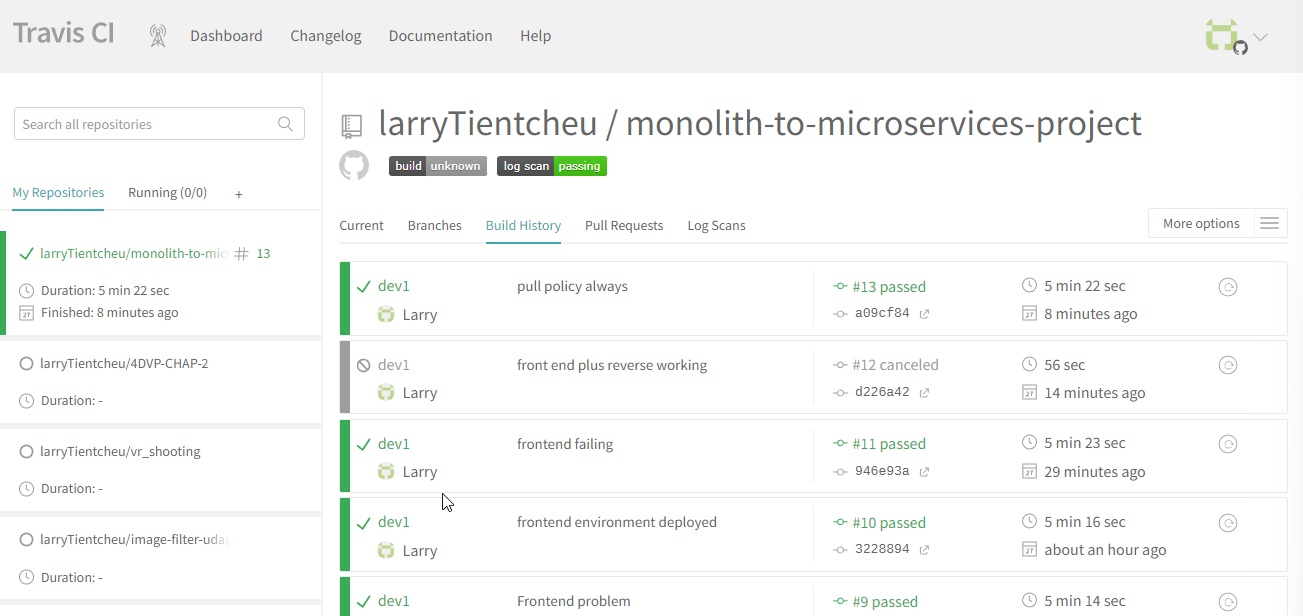 Travis CI
Dashboard Changelog Documentation Help
Search all repositories
My Repositories Running (0/0) +
larryTientcheu/monolith-to-mic # 13
Duration: 5 min 22 sec
27 Finished: 8 minutes ago
larryTientcheu/4DVP-CHAP-2
Duration: -
larryTientcheu/vr_shooting
Duration: -
larryTientcheu/image-filter-uda
Duration: -
larryTientcheu / monolith-to-microservices-project
build unknown log scan passing
Current Branches Build History Pull Requests Log Scans More options
dev1 pull policy always #13 passed 5 min 22 sec
Larry a09cf84 27 8 minutes ago
dev1 front end plus reverse working #12 canceled 56 sec
Larry d226a42 27 14 minutes ago
dev1 frontend failing #11 passed 5 min 23 sec
Larry 946e93a 27 29 minutes ago
dev1 frontend environment deployed #10 passed 5 min 16 sec
Larry 3228894 27 about an hour ago
dev1 Frontend problem #9 passed 5 min 14 sec